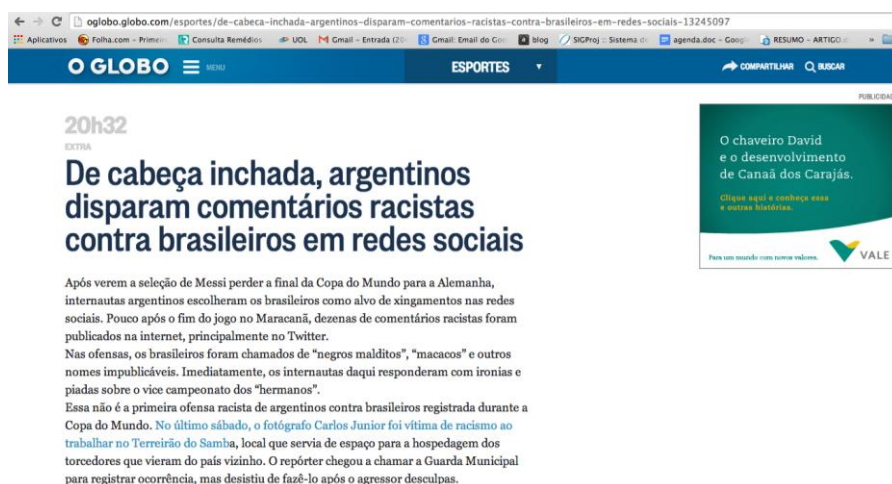 oglobo.globo.com/esportes/de-cabeca-inchada-argentinos-disparam-comentarios-racistas-contra-brasileiros-em-redes-sociais-13245097
Aplicativos Folha.com – Primeir Consulta Remédios UOL Gmail – Entrada (20 Gmail: Email do Goo blog SIGProj :: Sistema d agenda.doc – Goog RESUMO – ARTIGO »
O GLOBO MENU ESPORTES COMPARTILHAR BUSCAR
PUBLICIDAD
20h32
EXTRA
De cabeça inchada, argentinos
disparam comentários racistas
contra brasileiros em redes sociais
O chaveiro David
e o desenvolvimento
de Canaã dos Carajás.
Clique aqui e conheça essa
e outras histórias.
Para um mundo com novos valores.
VALE
Após verem a seleção de Messi perder a final da Copa do Mundo para a Alemanha,
internautas argentinos escolheram os brasileiros como alvo de xingamentos nas redes
sociais. Pouco após o fim do jogo no Maracanã, dezenas de comentários racistas foram
publicados na internet, principalmente no Twitter.
Nas ofensas, os brasileiros foram chamados de “negros malditos”, “macacos” e outros
nomes impublicáveis. Imediatamente, os internautas daqui responderam com ironias e
piadas sobre o vice campeonato dos “hermanos”.
Essa não é a primeira ofensa racista de argentinos contra brasileiros registrada durante a
Copa do Mundo. No último sábado, o fotógrafo Carlos Junior foi vítima de racismo ao
trabalhar no Terreirão do Samba, local que servia de espaço para a hospedagem dos
torcedores que vieram do país vizinho. O repórter chegou a chamar a Guarda Municipal
para registrar ocorrência, mas desistiu de fazê-lo após o agressor desculpas.